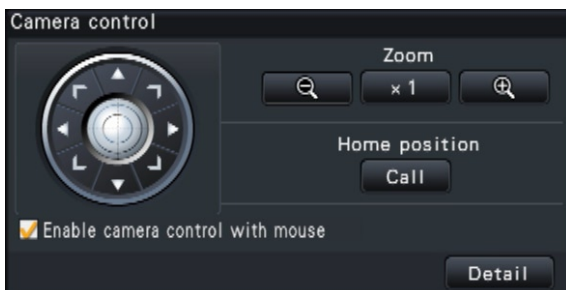 Camera control
Zoom
× 1
Home position
Call
Enable camera control with mouse
Detail